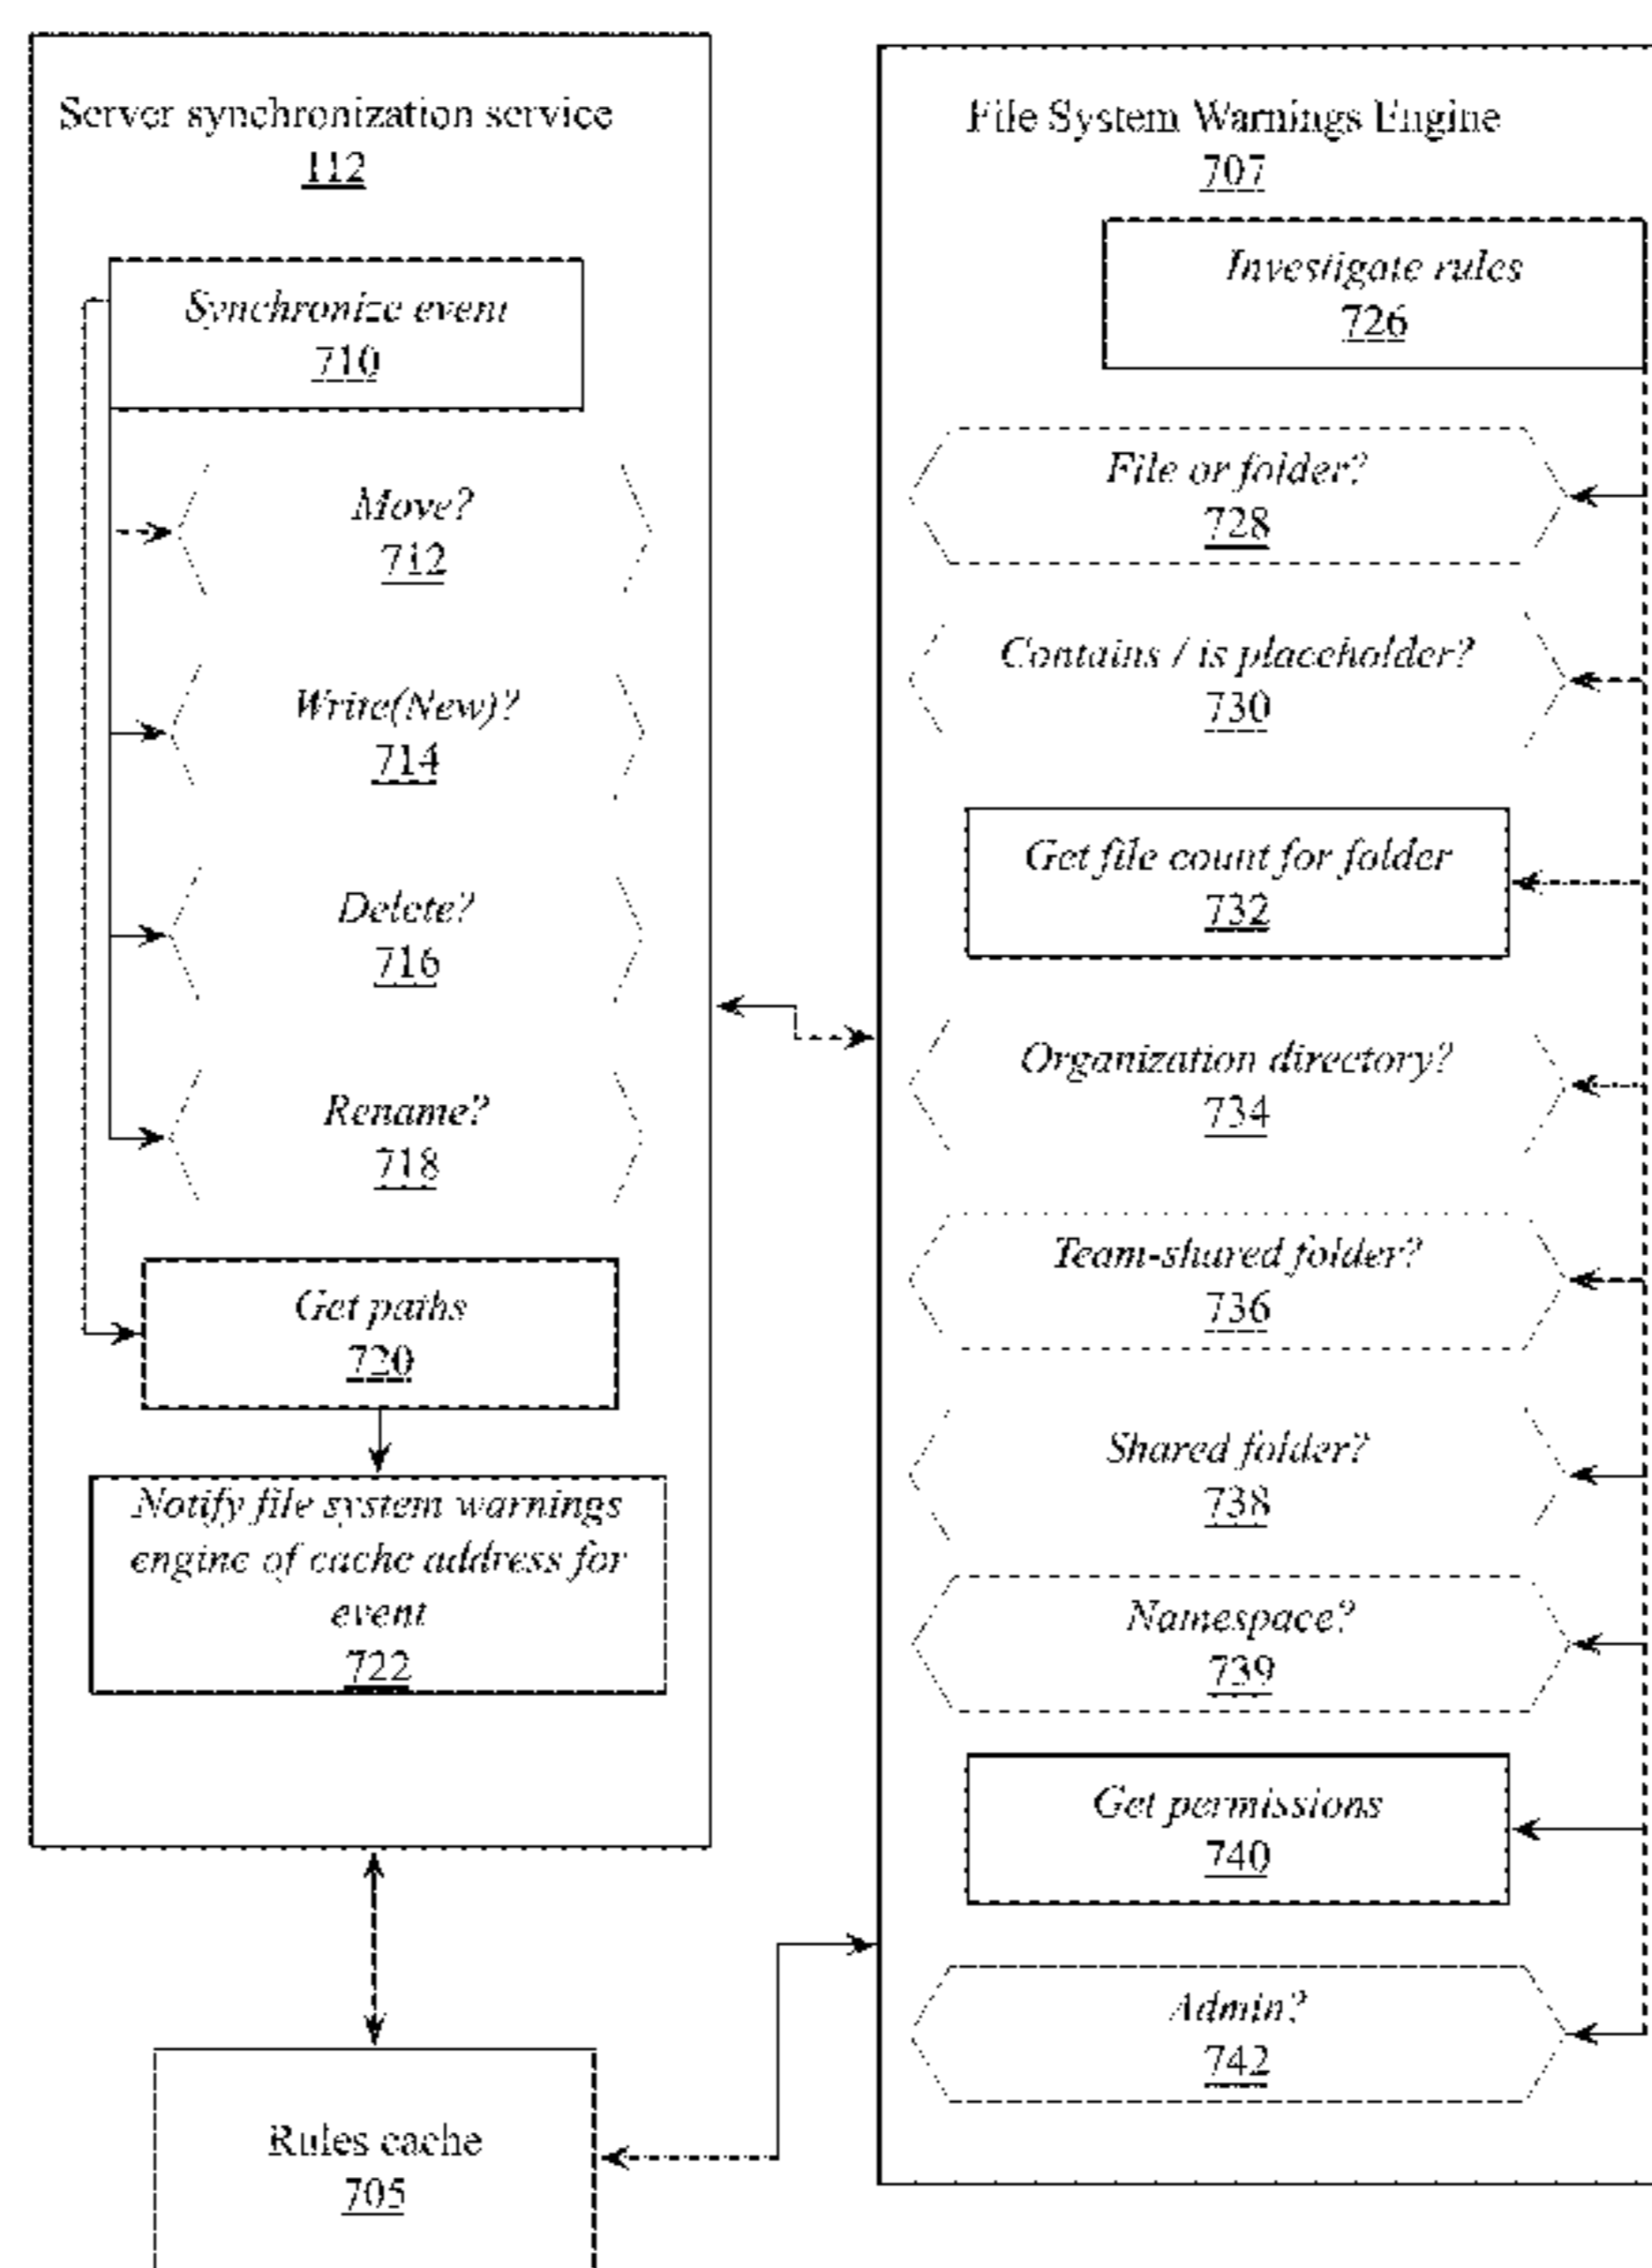 Server synchronization service
112
Synchronize event
710
Move?
712
Write(New)?
714
Delete?
716
Rename?
718
Get paths
720
Notify file system warnings
engine of cache address for
event
722
Rules cache
705
File System Warnings Engine
707
Investigate rules
726
File or folder?
728
Contains / is placeholder?
730
Get file count for folder
732
Organization directory?
734
Team-shared folder?
736
Shared folder?
738
Namespace?
739
Get permissions
740
Admin?
742